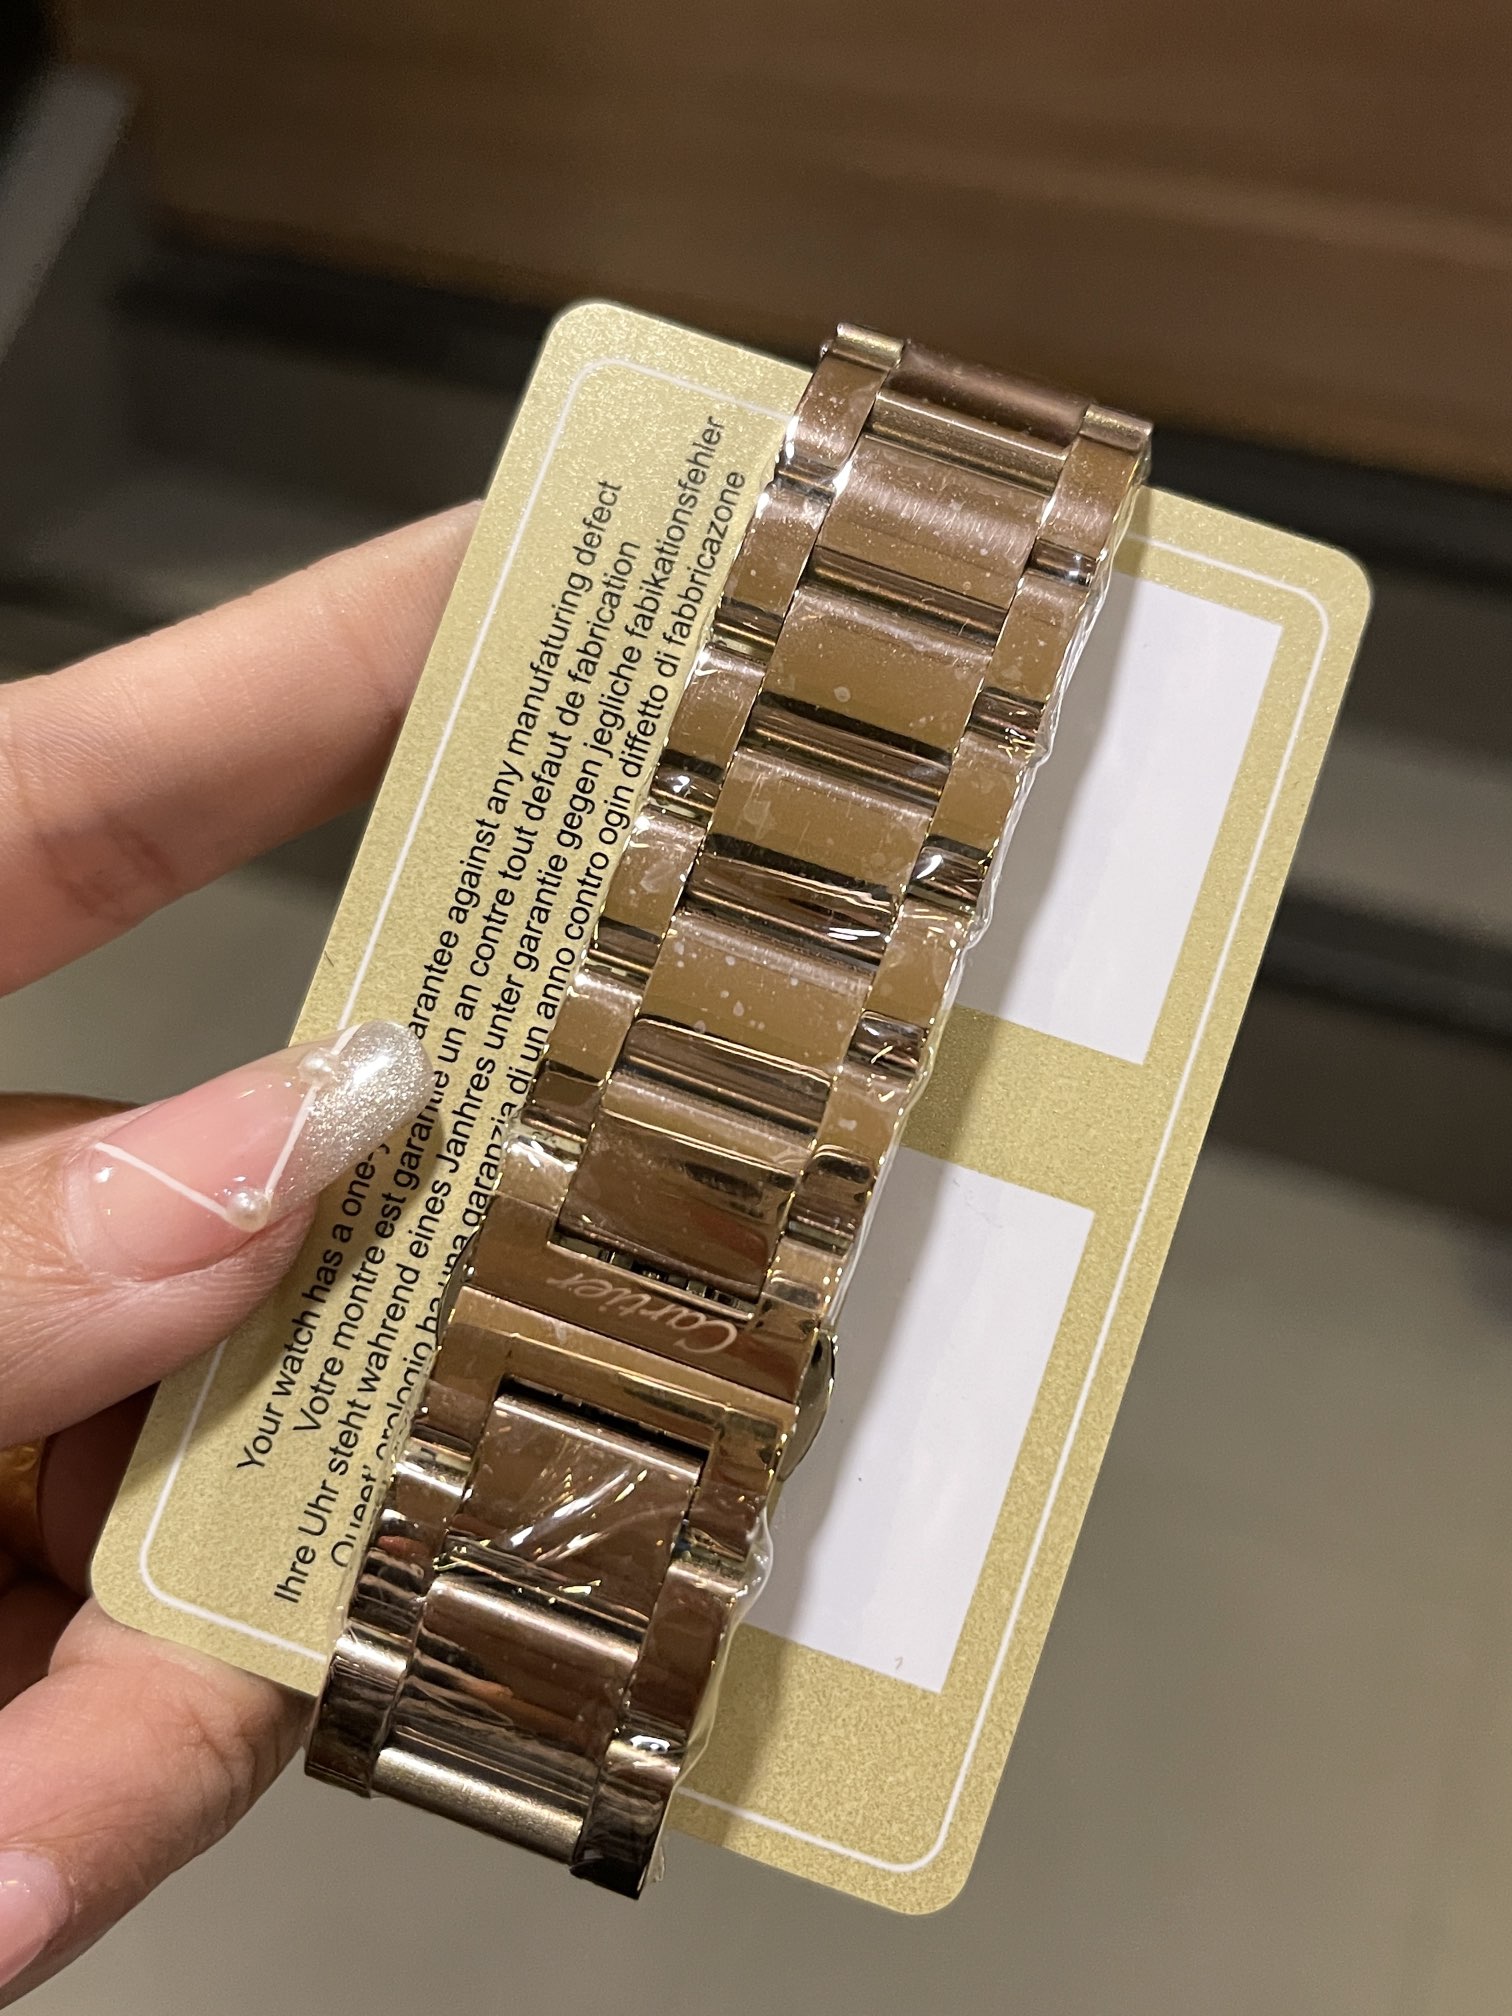 Your watch has a one- arantee against any manufaturing defect
Votre montre est garantie un an contre tout defaut de fabrication
Ihre Uhr steht wahrend eines Janhres unter garantie gegen jegliche fabikationsfehler
Quest' orologio ha una garanzia di un anno contro ogin diffetto di fabbricazone
Cartier